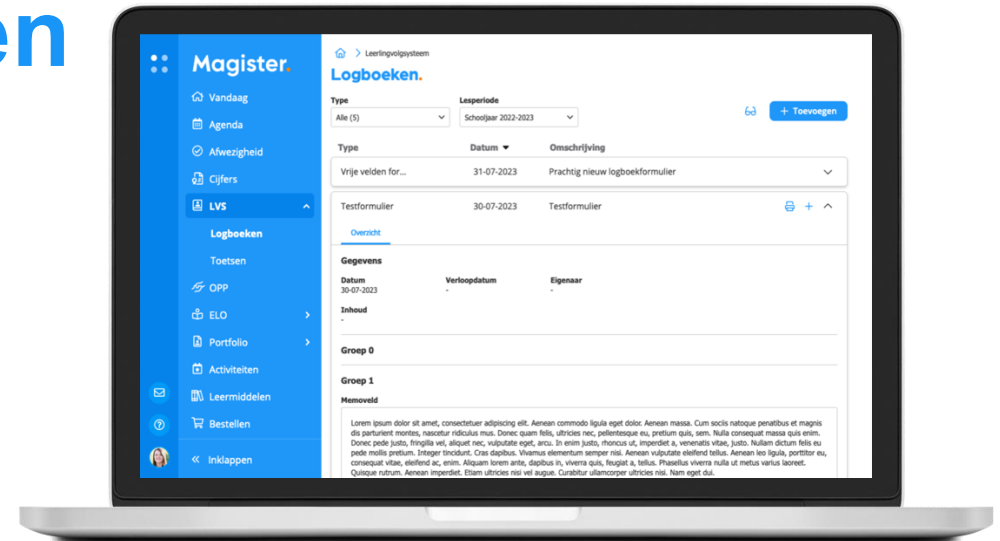 en
Magister.
Vandaag
Agenda
Afwezigheid
Cijfers
LVS
Logboeken
Toetsen
OPP
ELO
Portfolio
Activiteiten
Leermiddelen
Bestellen
Inklappen
Leerlingvolgsysteem
Logboeken.
Type Lesperiode
Alle (5) Schooljaar 2022-2023 + Toevoegen
Type Datum Omschrijving
Vrije velden for... 31-07-2023 Prachtig nieuw logboekformulier
Testformulier 30-07-2023 Testformulier
Overzicht
Gegevens
Datum Verloopdatum Eigenaar
30-07-2023 - -
Inhoud
-
Groep 0
Groep 1
Memoveld
Lorem ipsum dolor sit amet, consectetuer adipiscing elit. Aenean commodo ligula eget dolor. Aenean massa. Cum sociis natoque penatibus et magnis
dis parturient montes, nascetur ridiculus mus. Donec quam felis, ultricies nec, pellentesque eu, pretium quis, sem. Nulla consequat massa quis enim.
Donec pede justo, fringilla vel, aliquet nec, vulputate eget, arcu. In enim justo, rhoncus ut, imperdiet a, venenatis vitae, justo. Nullam dictum felis eu
pede mollis pretium. Integer tincidunt. Cras dapibus. Vivamus elementum semper nisi. Aenean vulputate eleifend tellus. Aenean leo ligula, porttitor eu,
consequat vitae, eleifend ac, enim. Aliquam lorem ante, dapibus in, viverra quis, feugiat a, tellus. Phasellus viverra nulla ut metus varius laoreet.
Quisque rutrum. Aenean imperdiet. Etiam ultricies nisi vel augue. Curabitur ullamcorper ultricies nisi. Nam eget dui.